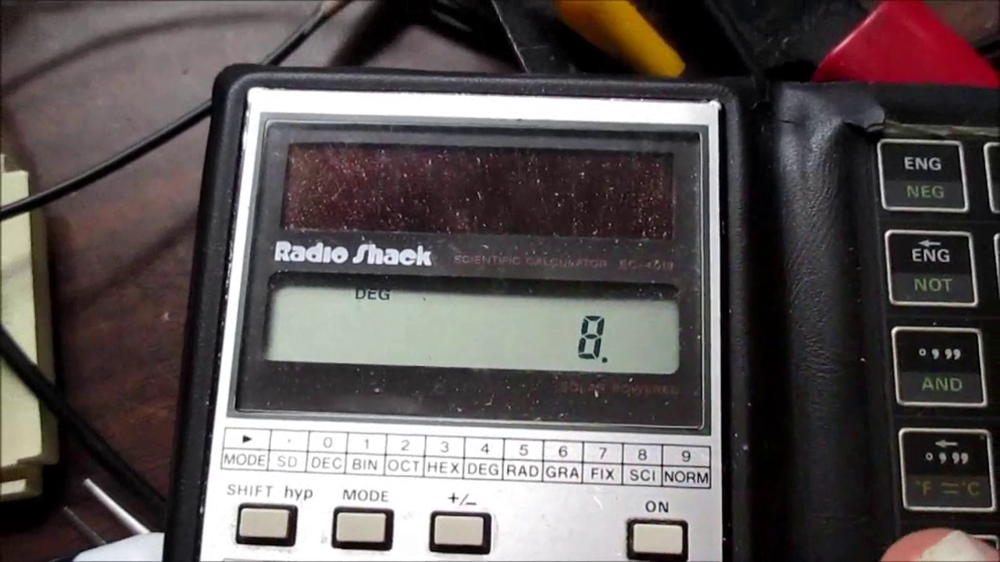 Radio Shack SCIENTIFIC CALCULATOR
DEG
8.
SOLAR POWERED
► · 0 1 2 3 4 5 6 7 8 9
MODE SD DEC BIN OCT HEX DEG RAD GRA FIX SCI NORM
SHIFT hyp MODE +/− ON
ENG
NEG
←
ENG
NOT
° ’ ’’
AND
←
° ’ ’’
°F ⇌ °C